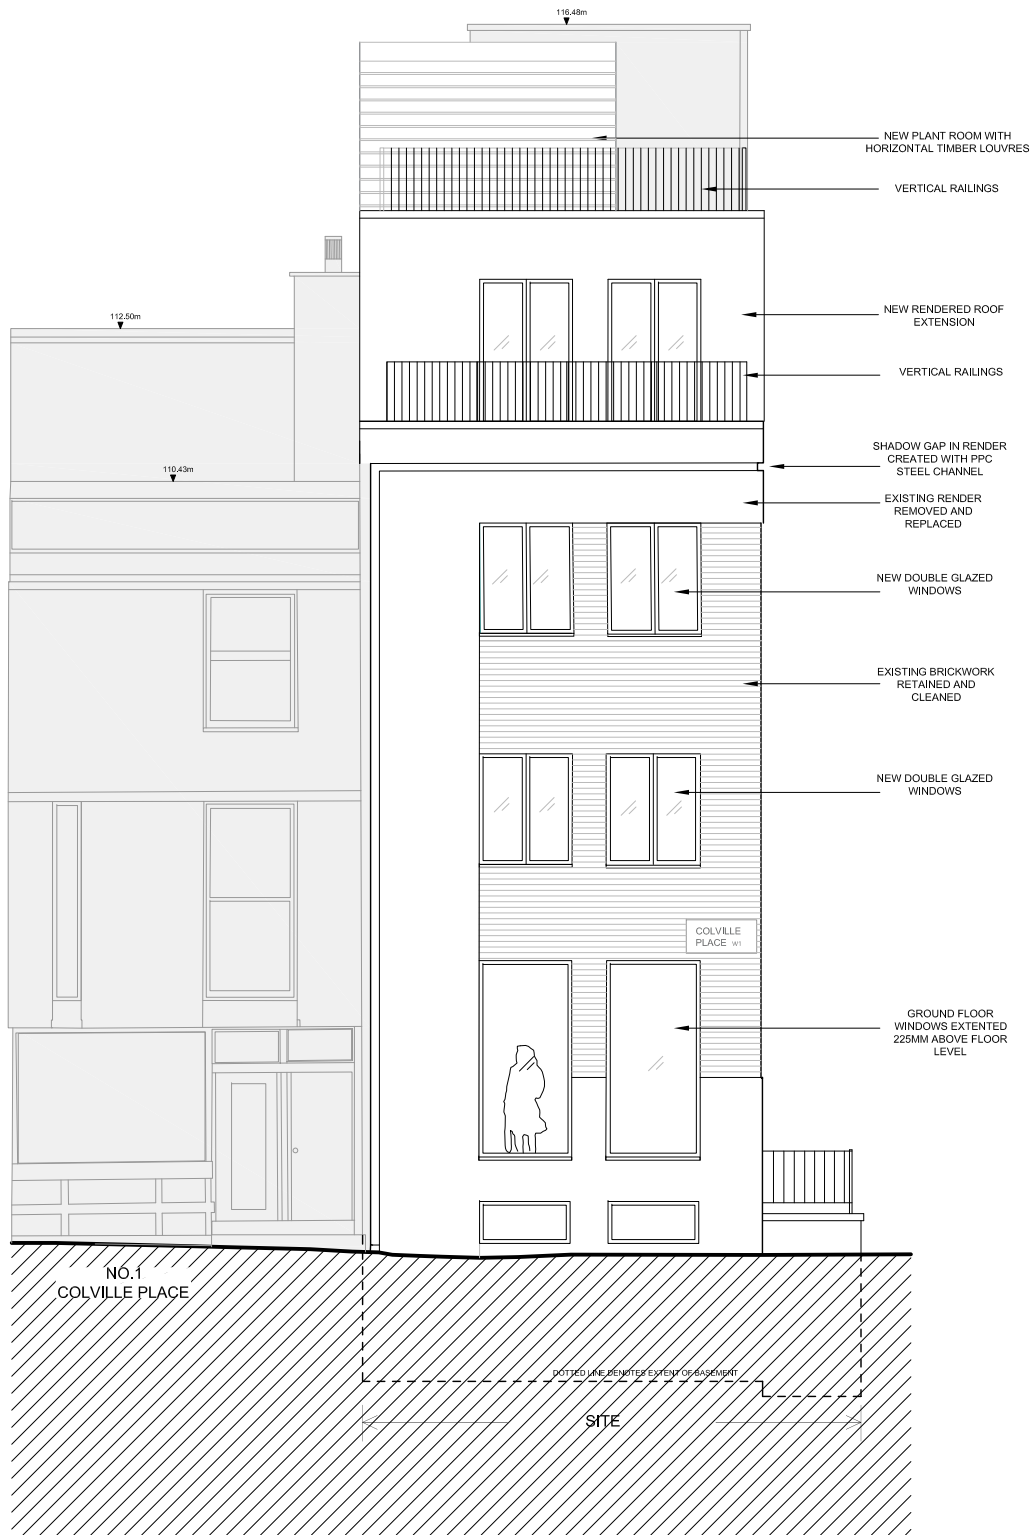 116.48m
NEW PLANT ROOM WITH
HORIZONTAL TIMBER LOUVRES
VERTICAL RAILINGS
112.50m
NEW RENDERED ROOF
EXTENSION
VERTICAL RAILINGS
SHADOW GAP IN RENDER
CREATED WITH PPC
STEEL CHANNEL
110.43m
EXISTING RENDER
REMOVED AND
REPLACED
NEW DOUBLE GLAZED
WINDOWS
EXISTING BRICKWORK
RETAINED AND
CLEANED
NEW DOUBLE GLAZED
WINDOWS
COLVILLE
PLACE W1
GROUND FLOOR
WINDOWS EXTENTED
225MM ABOVE FLOOR
LEVEL
NO.1
COLVILLE PLACE
DOTTED LINE DENOTES EXTENT OF BASEMENT
SITE